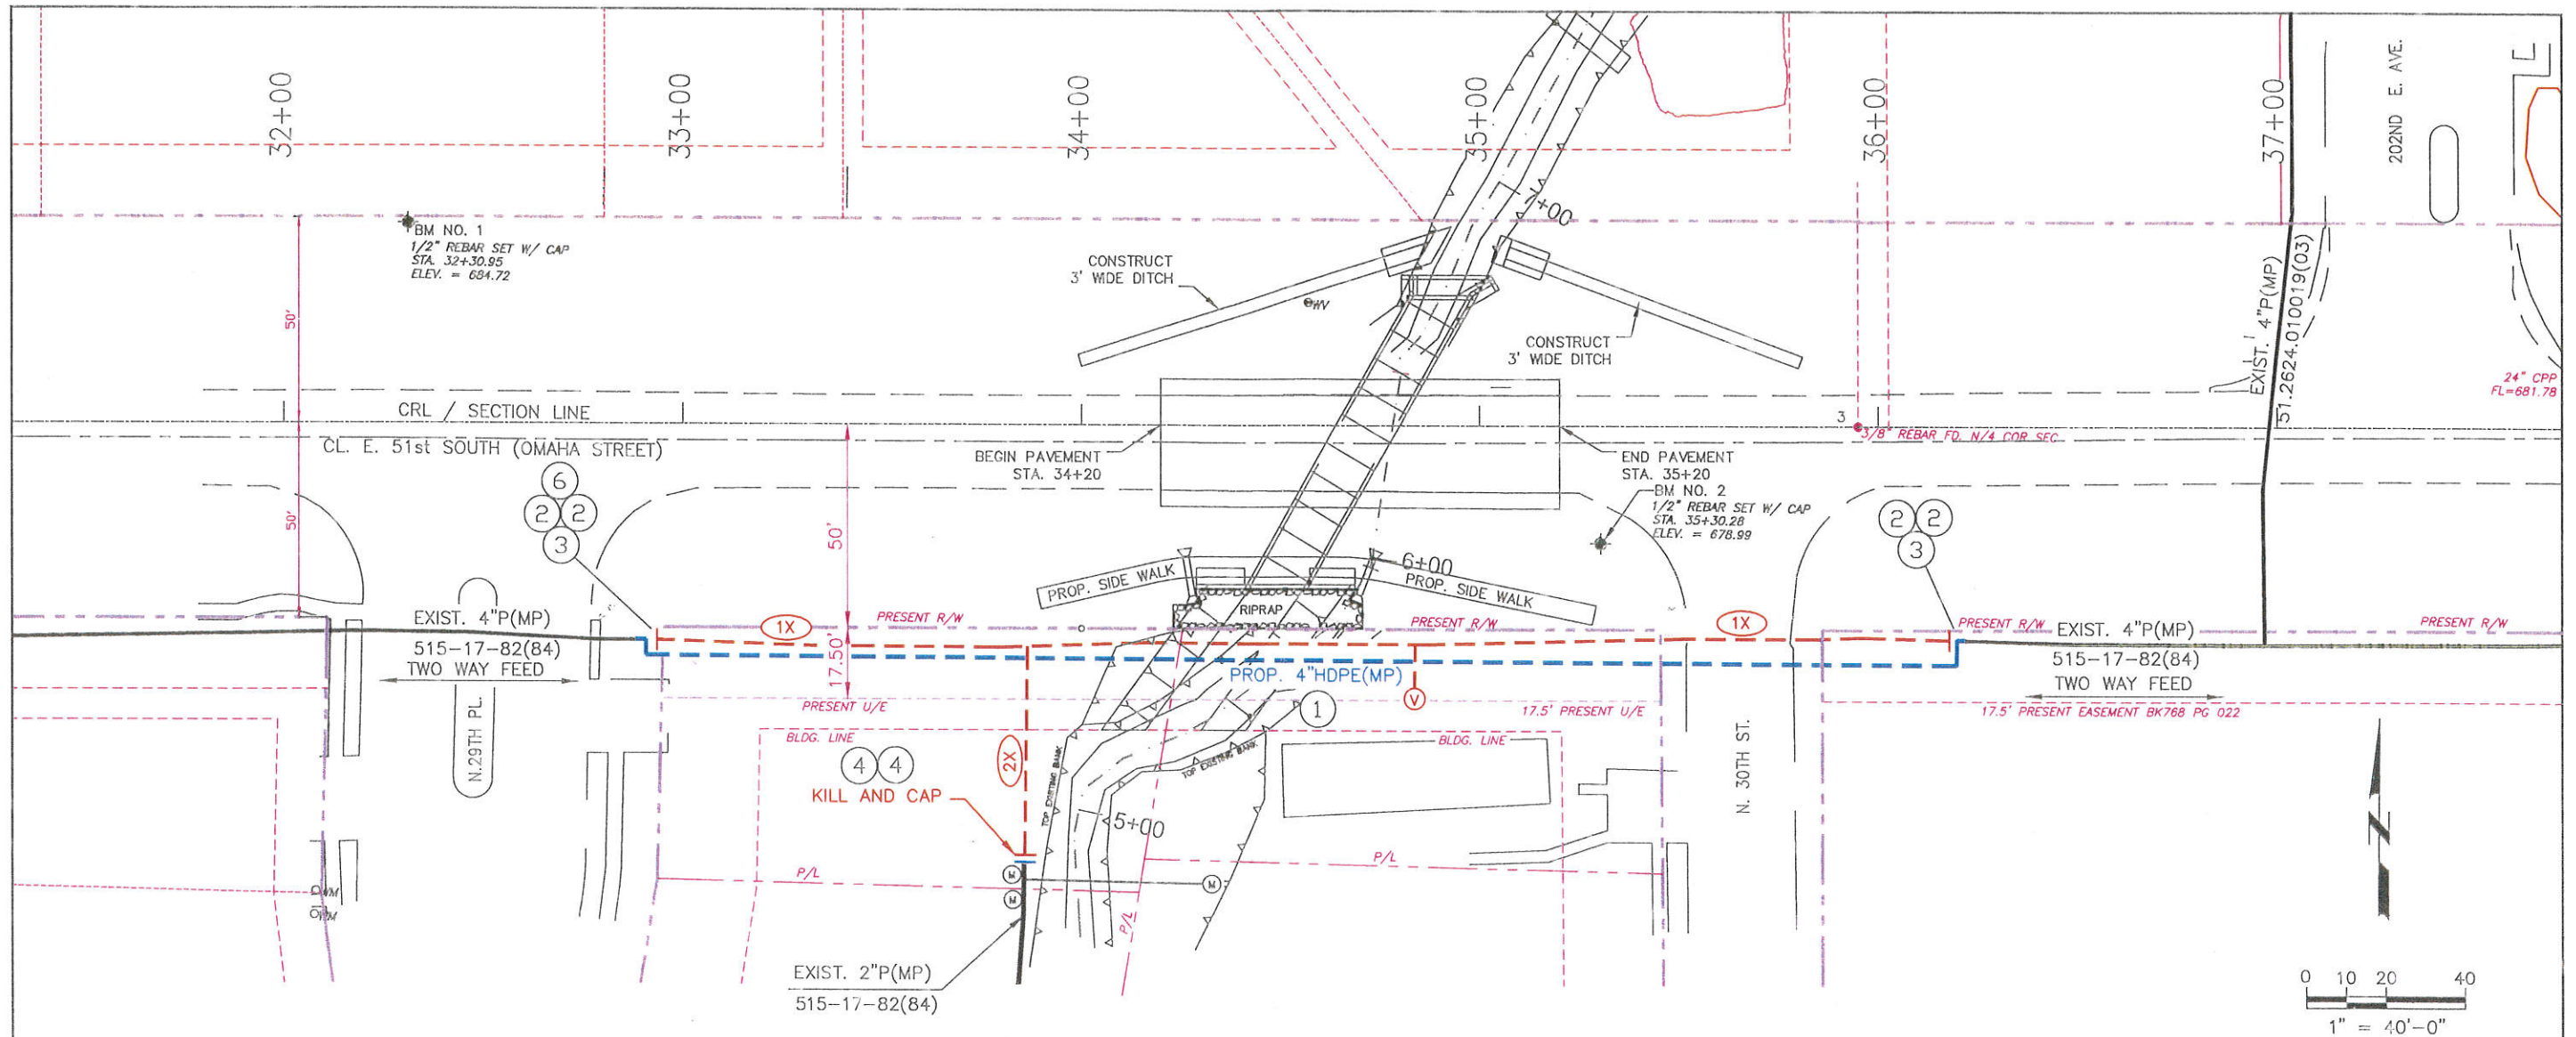 32+00
33+00
34+00
35+00
36+00
37+00
202ND E. AVE.
7+00
BM NO. 1
1/2" REBAR SET W/ CAP
STA. 32+30.95
ELEV. = 684.72
CONSTRUCT
3' WIDE DITCH
WV
CONSTRUCT
3' WIDE DITCH
EXIST. 4"P(MP)
51.2624.010019(03)
24" CPP
FL=681.78
50'
CRL / SECTION LINE
3
3/8" REBAR FD. N/4 COR SEC
CL. E. 51st SOUTH (OMAHA STREET)
BEGIN PAVEMENT
STA. 34+20
END PAVEMENT
STA. 35+20
BM NO. 2
1/2" REBAR SET W/ CAP
STA. 35+30.28
ELEV. = 678.99
6
2 2
3
50'
50'
2 2
3
6+00
PROP. SIDE WALK
PROP. SIDE WALK
RIPRAP
EXIST. 4"P(MP)
515-17-82(84)
TWO WAY FEED
1X
PRESENT R/W
PRESENT R/W
1X
PRESENT R/W
EXIST. 4"P(MP)
PRESENT R/W
515-17-82(84)
TWO WAY FEED
17.50'
PROP. 4"HDPE(MP)
V
PRESENT U/E
1
17.5' PRESENT U/E
17.5' PRESENT EASEMENT BK768 PG 022
N.29TH PL.
BLDG. LINE
BLDG. LINE
4 4
2X
KILL AND CAP
TOP EXISTING BANK
TOP EXISTING BANK
N. 30TH ST.
5+00
N
P/L
P/L
P/L
WM
WM
M
M
M
EXIST. 2"P(MP)
515-17-82(84)
0 10 20 40
1" = 40'-0"